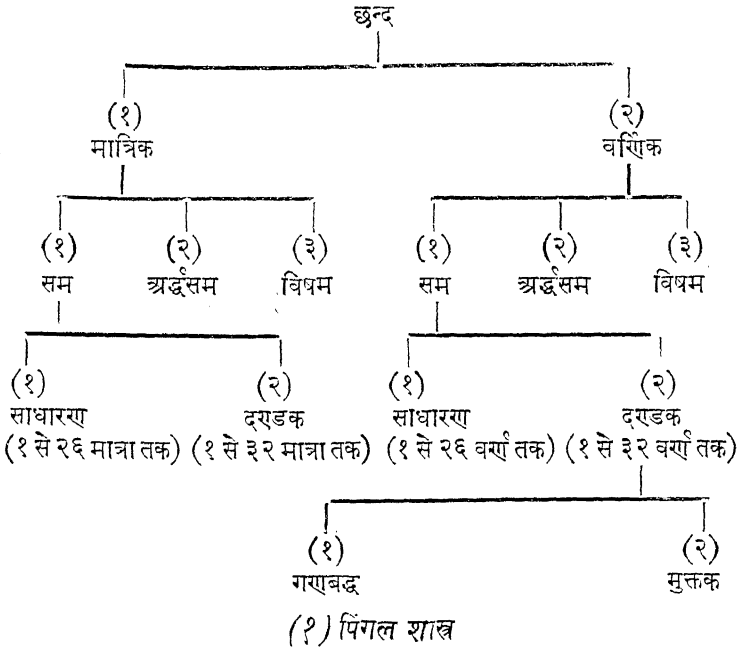 छन्द
(१) (२)
मात्रिक वर्णिक
(१) (२) (३) (१) (२) (३)
सम अर्द्धसम विषम सम अर्द्धसम विषम
(१) (२) (१) (२)
साधारण दण्डक साधारण दण्डक
(१ से २६ मात्रा तक) (१ से ३२ मात्रा तक) (१ से २६ वर्ण तक) (१ से ३२ वर्ण तक)
(१) (२)
गणबद्ध मुक्तक
(१) पिंगल शास्त्र